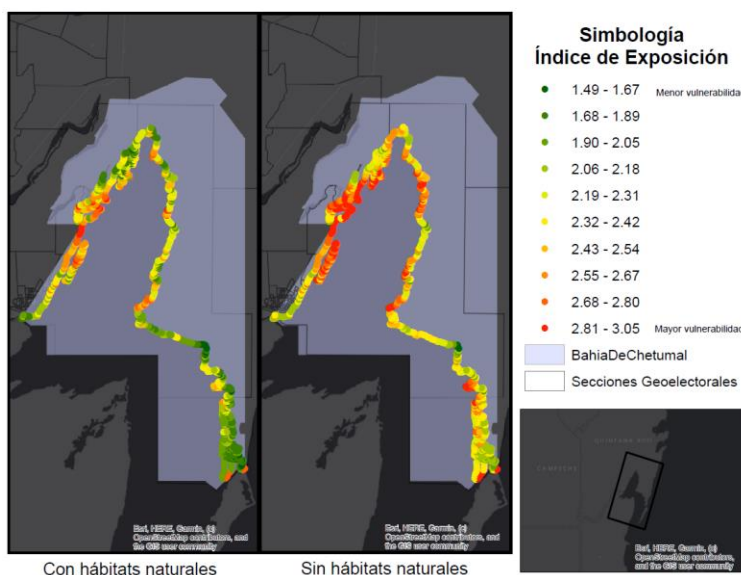 Simbología
Índice de Exposición
1.49 - 1.67 Menor vulnerabilidad
1.68 - 1.89
1.90 - 2.05
2.06 - 2.18
2.19 - 2.31
2.32 - 2.42
2.43 - 2.54
2.55 - 2.67
2.68 - 2.80
2.81 - 3.05 Mayor vulnerabilidad
BahiaDeChetumal
Secciones Geoelectorales
Esri, HERE, Garmin, (c)
OpenStreetMap contributors, and
the GIS user community
Esri, HERE, Garmin, (c)
OpenStreetMap contributors, and
the GIS user community
CAMPECHE
Esri, HERE, Garmin, (c)
OpenStreetMap contributors, and
the GIS user community
Con hábitats naturales
Sin hábitats naturales